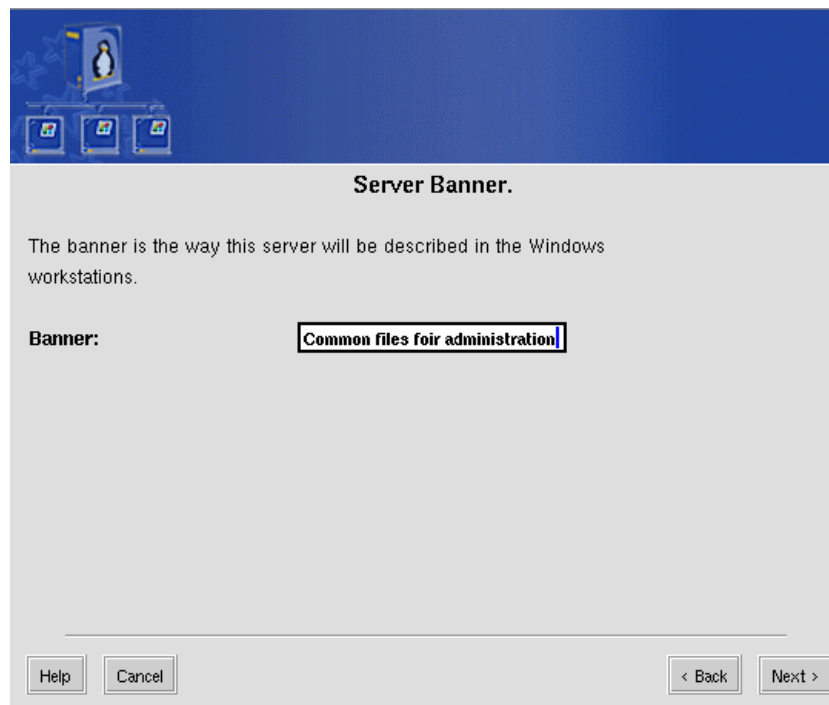 Server Banner.
The banner is the way this server will be described in the Windows
workstations.
Banner:
Common files foir administration
Help
Cancel
< Back
Next >